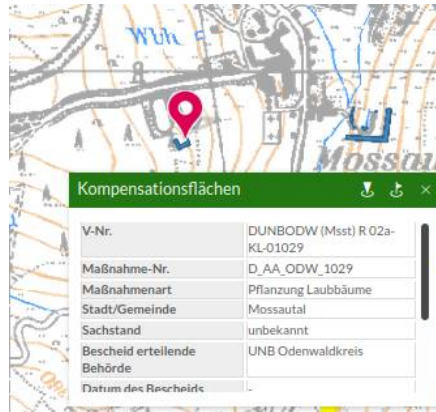 Wbh
Mossau
Kompensationsflächen
V-Nr. DUNBODW (Msst) R 02a-
KL-01029
Maßnahme-Nr. D_AA_ODW_1029
Maßnahmenart Pflanzung Laubbäume
Stadt/Gemeinde Mossautal
Sachstand unbekannt
Bescheid erteilende UNB Odenwaldkreis
Behörde
Datum des Bescheids -